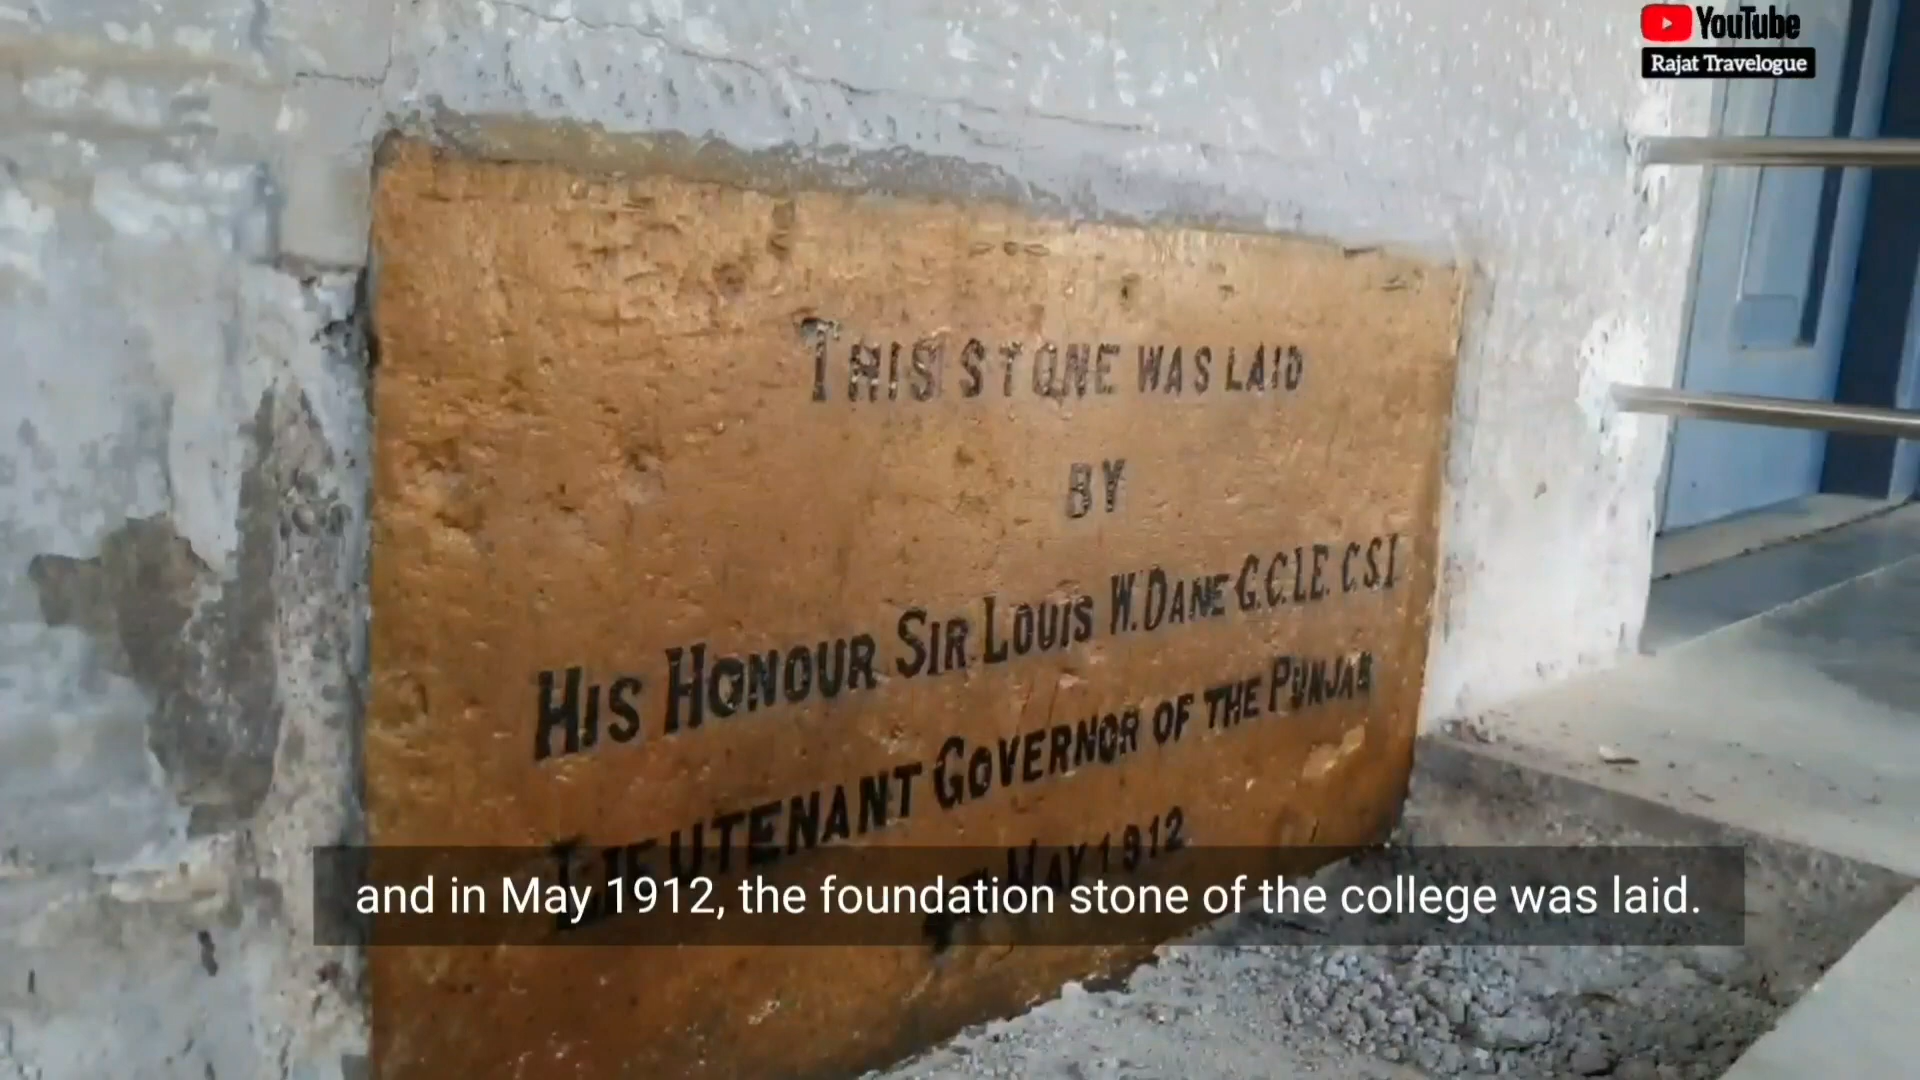 YouTube
Rajat Travelogue
THIS STONE WAS LAID
BY
HIS HONOUR SIR LOUIS W. DANE G.C.I.E. C.S.I.
LIEUTENANT GOVERNOR OF THE PUNJAB
MAY 1912
and in May 1912, the foundation stone of the college was laid.